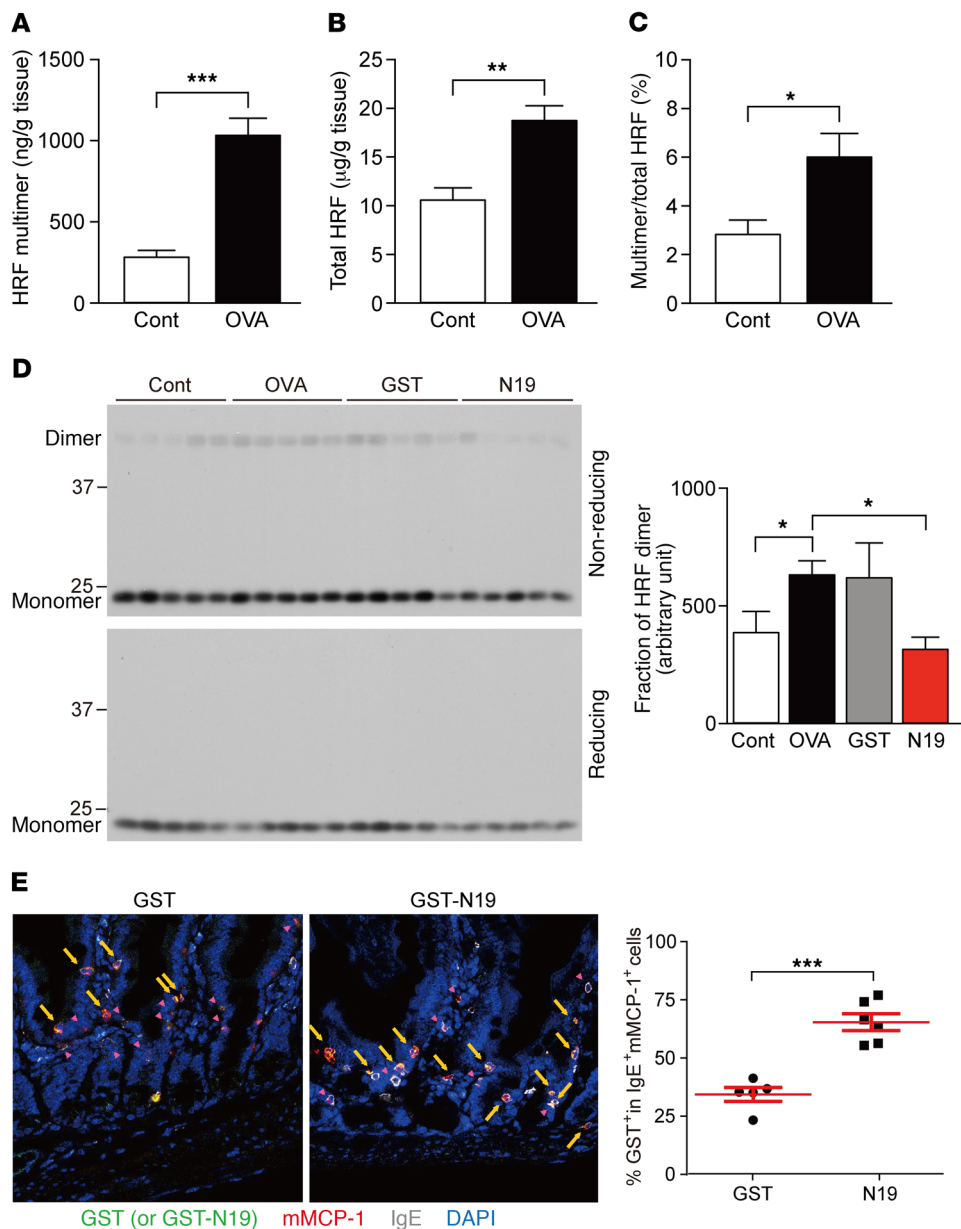 A
HRF multimer (ng/g tissue)
1500
1000
500
0
***
Cont OVA
B
Total HRF (µg/g tissue)
25
20
15
10
5
0
**
Cont OVA
C
Multimer/total HRF (%)
10
8
6
4
2
0
*
Cont OVA
D
Cont OVA GST N19
Dimer
37
25
Monomer
Non-reducing
37
25
Monomer
Reducing
Fraction of HRF dimer
(arbitrary unit)
1000
500
0
* *
Cont OVA GST N19
E
GST GST-N19
GST (or GST-N19) mMCP-1 IgE DAPI
% GST+ in IgE+mMCP-1+ cells
100
75
50
25
0
***
GST N19